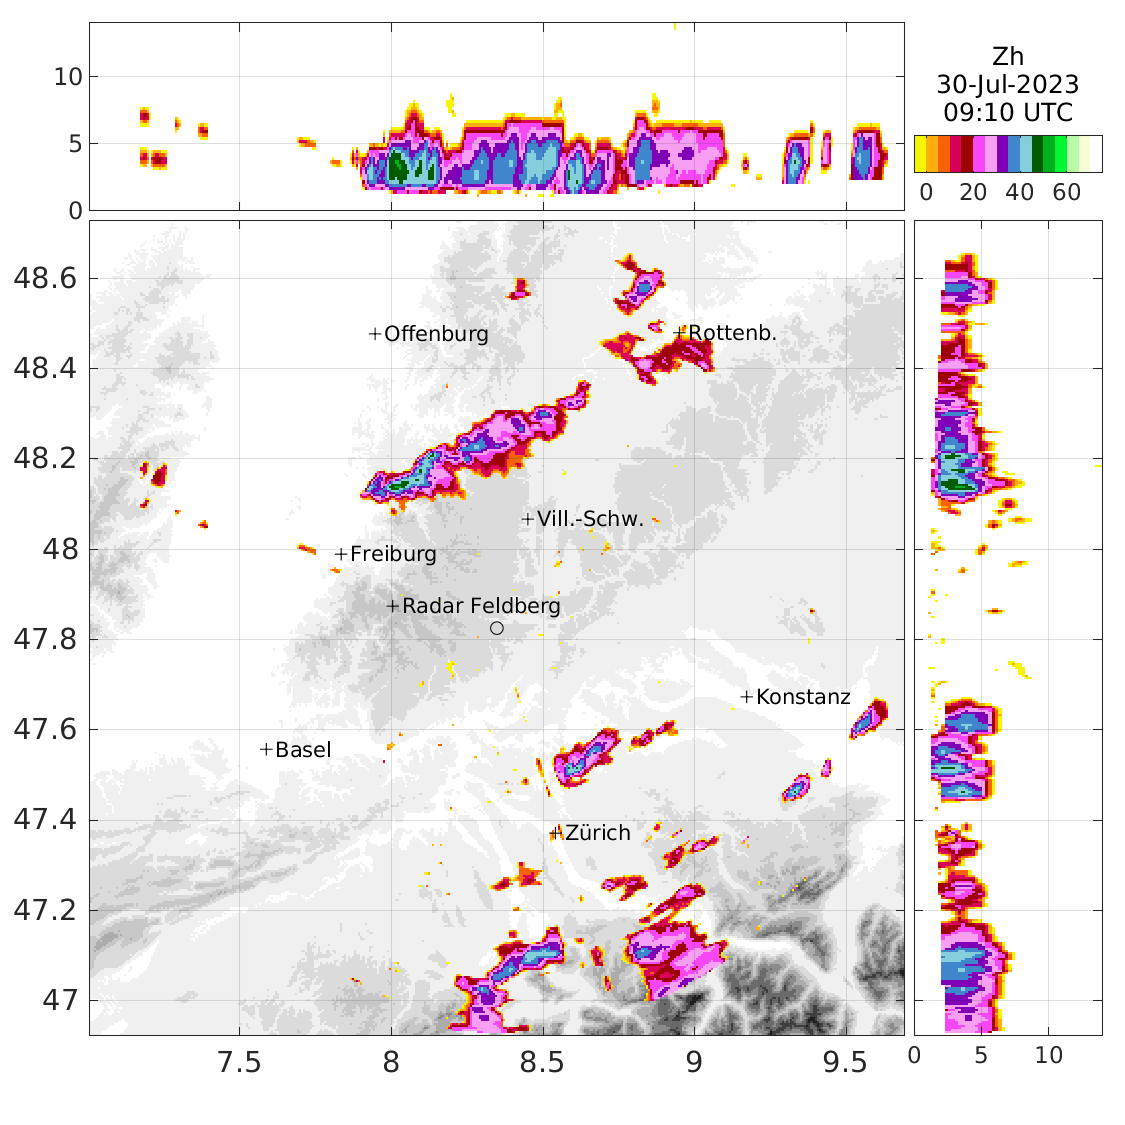 10
5
0
Zh
30-Jul-2023
09:10 UTC
0 20 40 60
48.6
48.4
48.2
48
47.8
47.6
47.4
47.2
47
+Offenburg
+Rottenb.
+Vill.-Schw.
+Freiburg
+Radar Feldberg
+Konstanz
+Basel
+Zürich
7.5 8 8.5 9 9.5
0 5 10